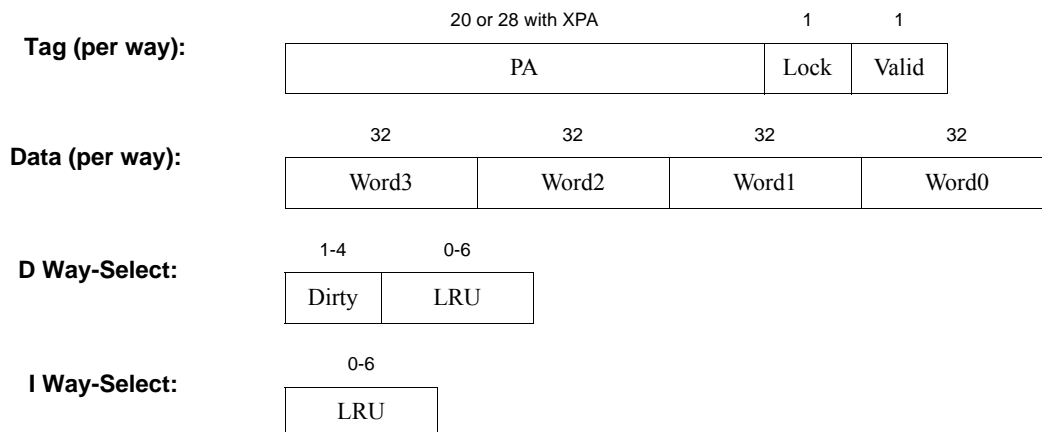 20 or 28 with XPA 1 1
Tag (per way):
PA Lock Valid
32 32 32 32
Data (per way):
Word3 Word2 Word1 Word0
1-4 0-6
D Way-Select:
Dirty LRU
0-6
I Way-Select:
LRU